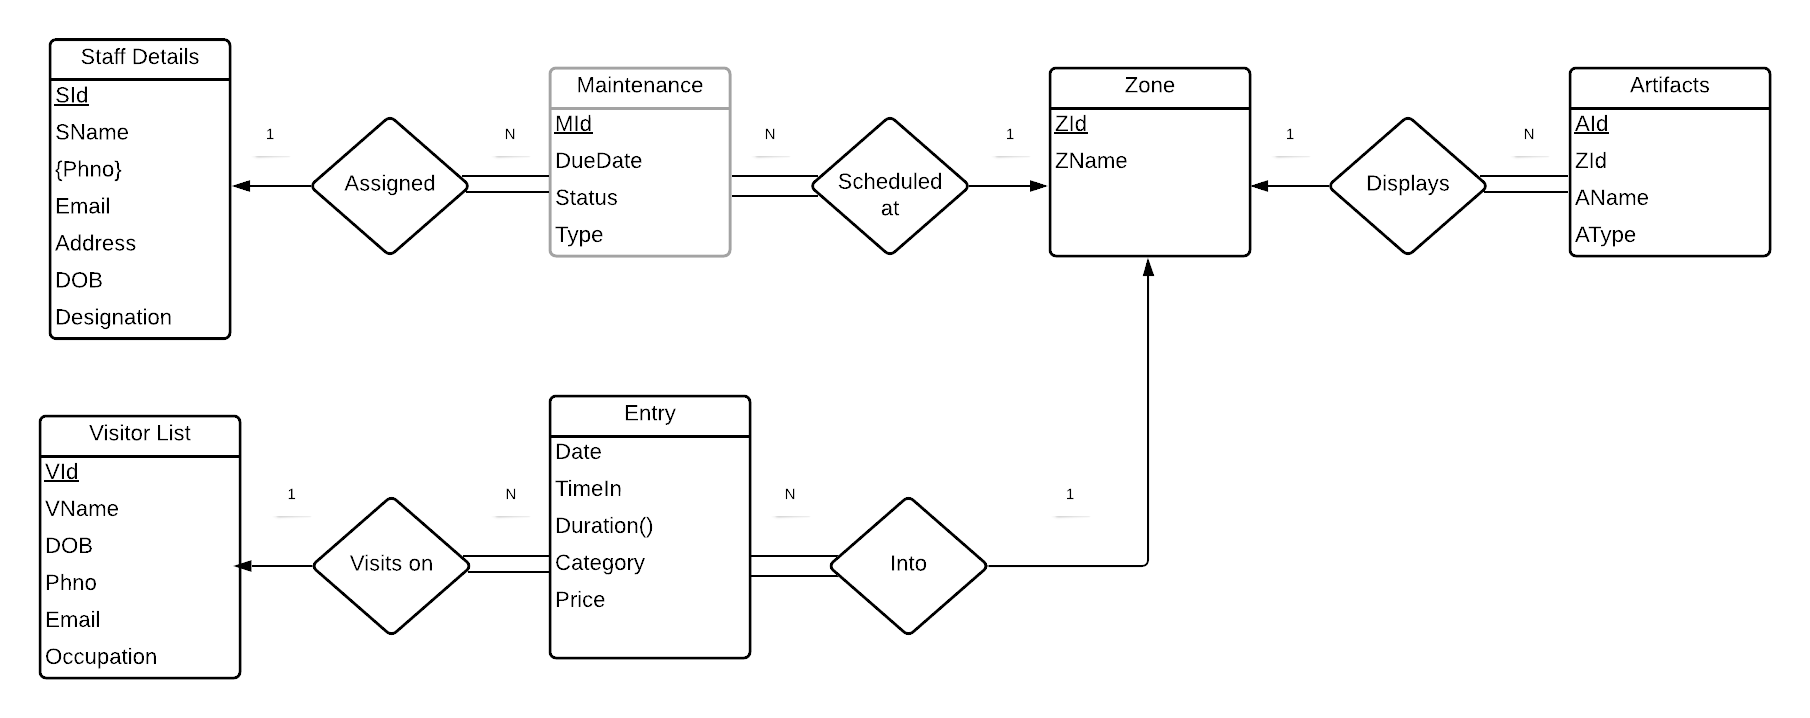 Staff Details
SId
SName
{Phno}
Email
Address
DOB
Designation
1
Assigned
N
Maintenance
MId
DueDate
Status
Type
N
Scheduled
at
1
Zone
ZId
ZName
1
Displays
N
Artifacts
AId
ZId
AName
AType
Visitor List
VId
VName
DOB
Phno
Email
Occupation
1
Visits on
N
Entry
Date
TimeIn
Duration()
Category
Price
N
Into
1